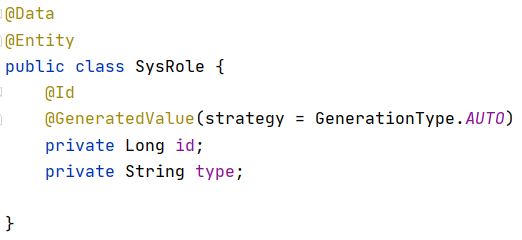 @Data
@Entity
public class SysRole {
    @Id
    @GeneratedValue(strategy = GenerationType.AUTO)
    private Long id;
    private String type;

}